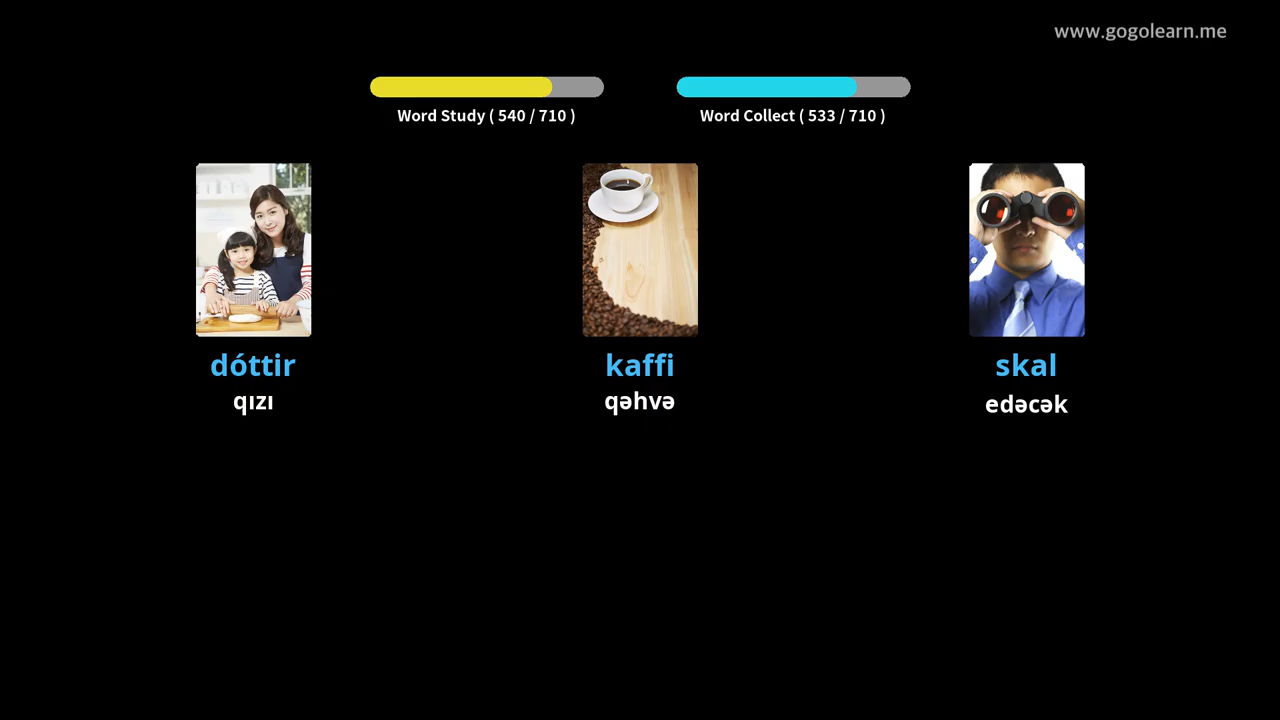 www.gogolearn.me
Word Study ( 540 / 710 )
Word Collect ( 533 / 710 )
dóttir
qızı
kaffi
qəhvə
skal
edəcək